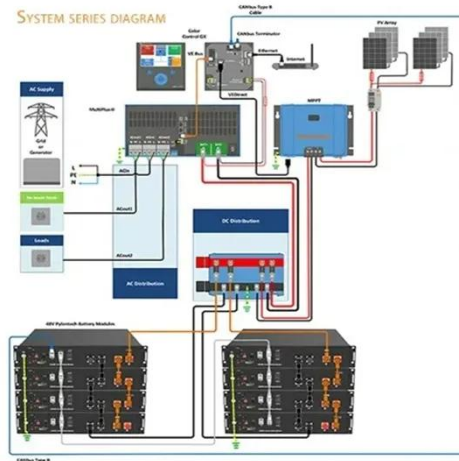 SYSTEM SERIES DIAGRAM
CANbus Type B
Cable
PV Array
Color
Control GX
CANbus Terminator
VE.Bus
Ethernet
Internet
AC Supply
VE.Direct
MPPT
MultiPlus-II
Grid
or
Generator
L
PE
N
ACin
ACout1
Loads
DC Distribution
ACout2
AC Distribution
48V Pylontech Battery Modules
CANbus Type B